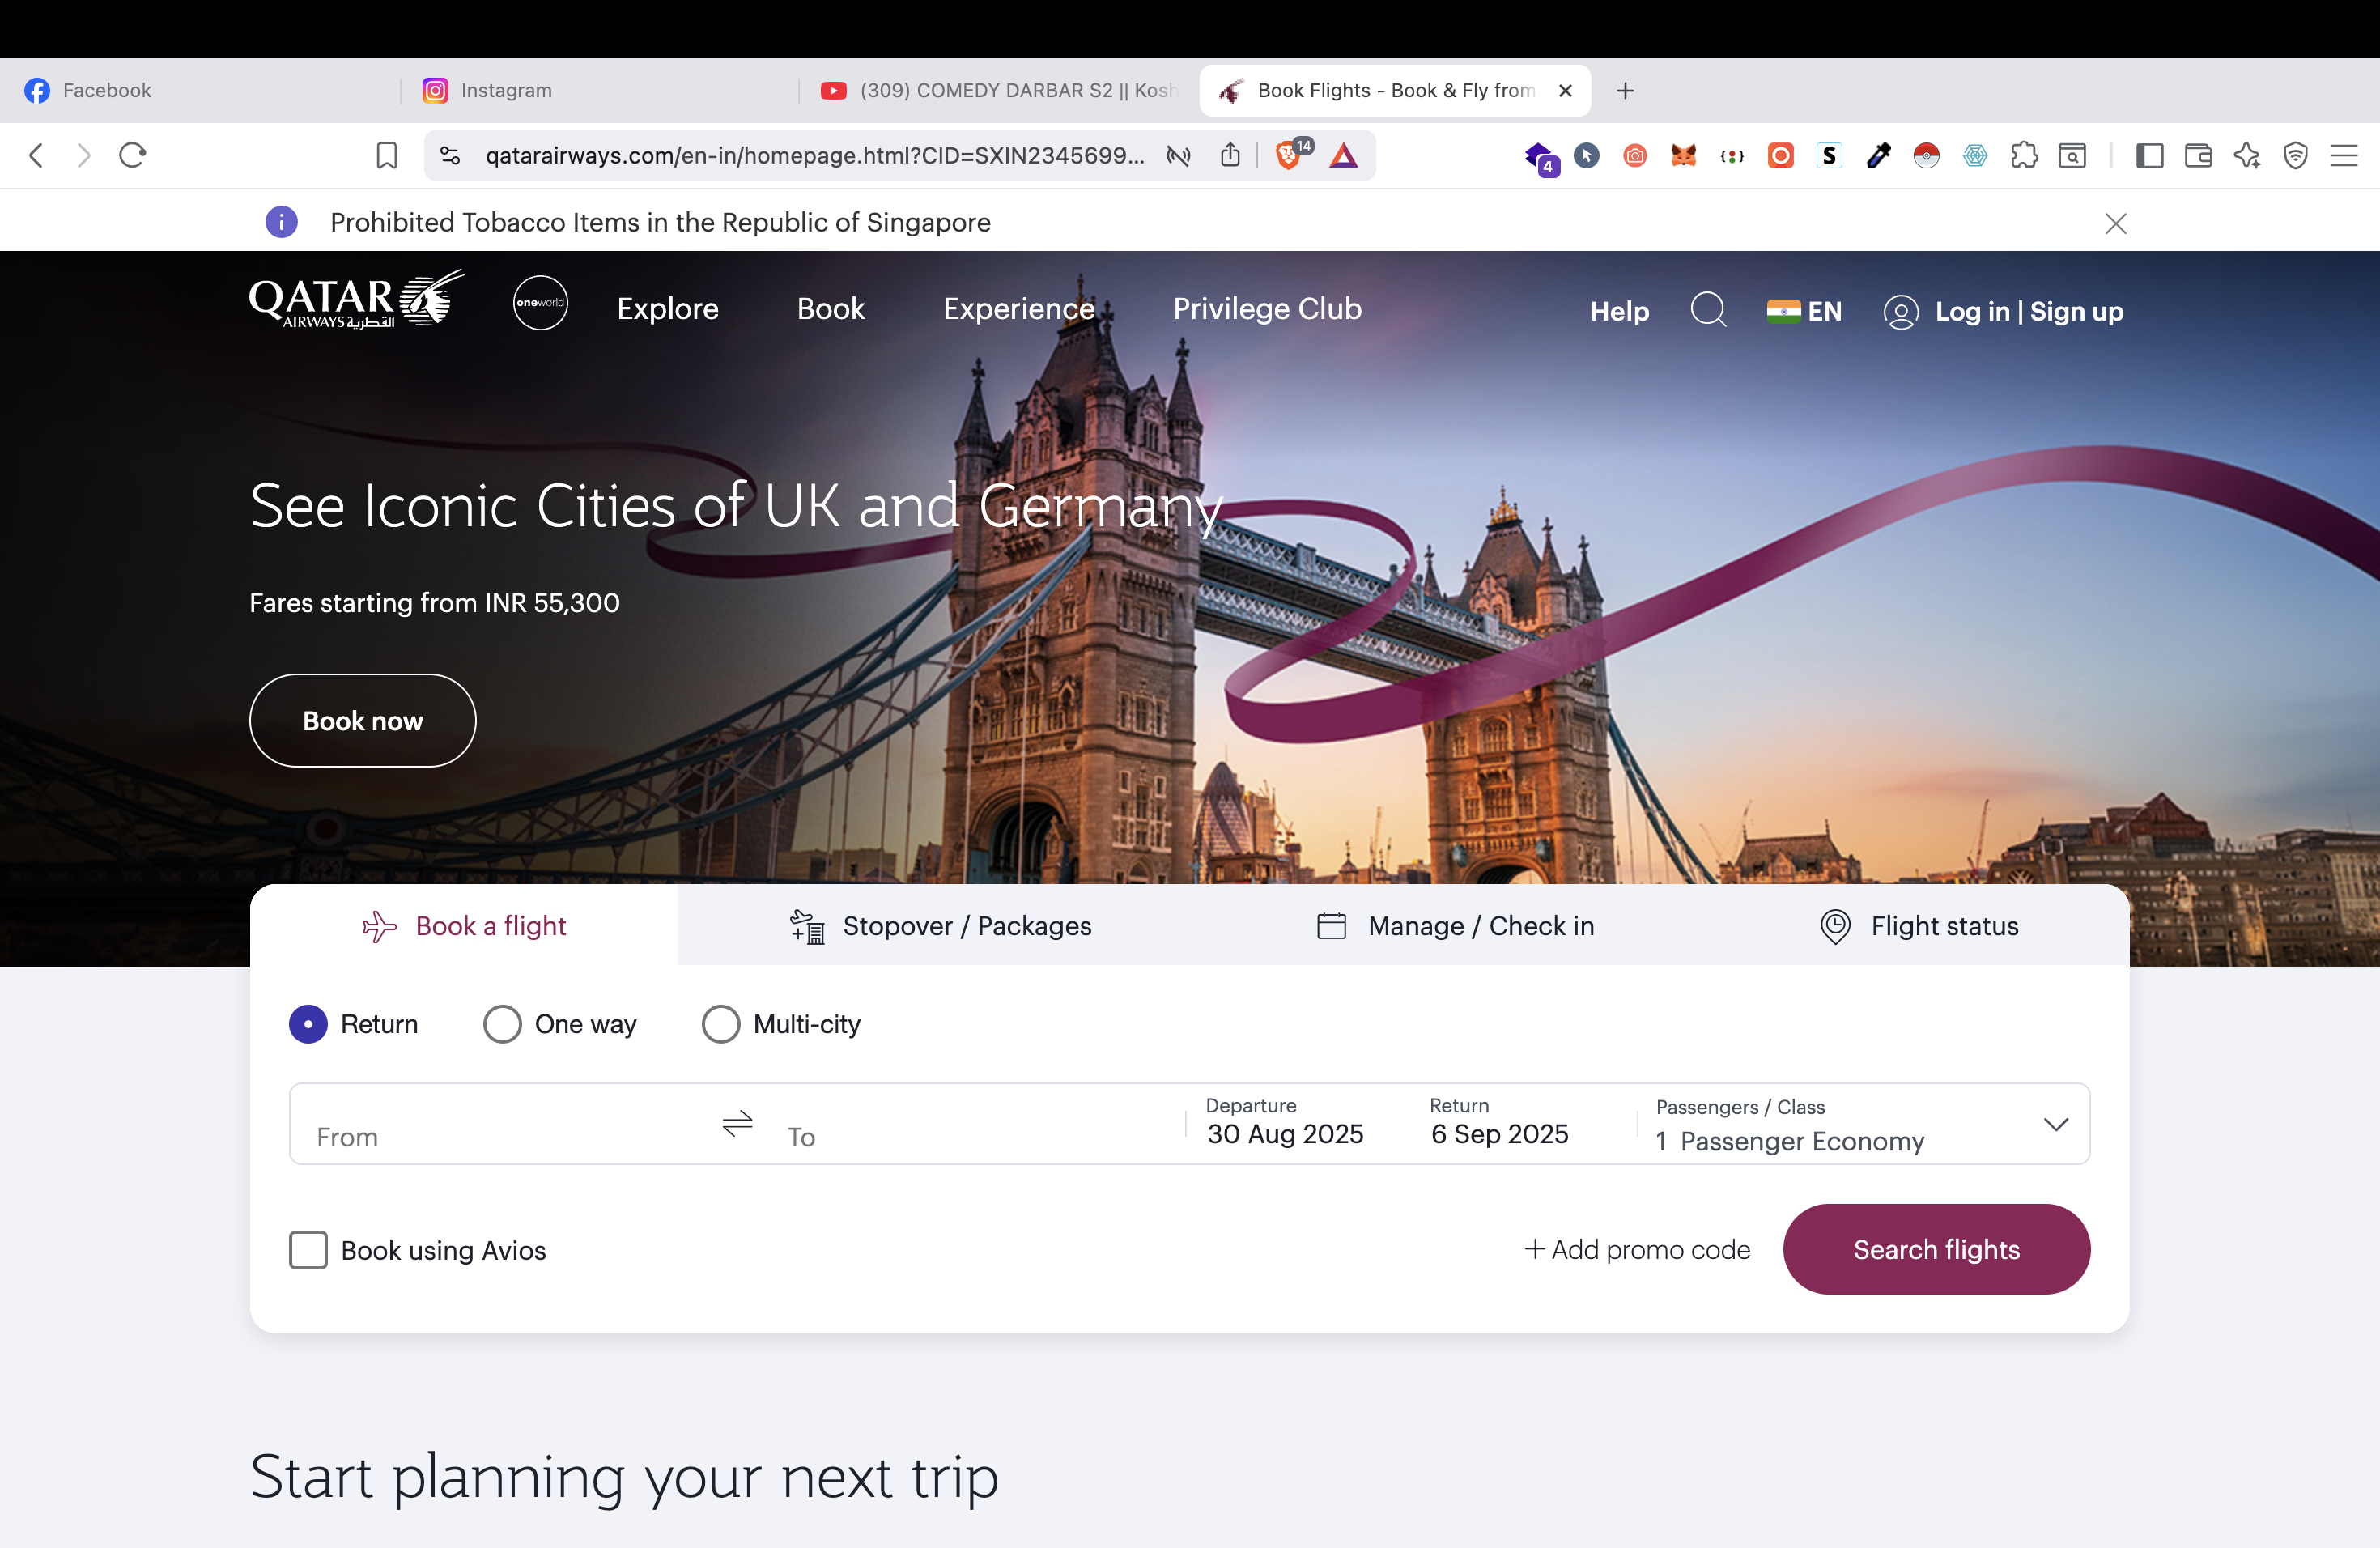 Facebook
Instagram
(309) COMEDY DARBAR S2 || Kosh
Book Flights - Book & Fly from
qatarairways.com/en-in/homepage.html?CID=SXIN2345699...
14
4
S
Prohibited Tobacco Items in the Republic of Singapore
QATAR
AIRWAYS القطرية
oneworld
Explore
Book
Experience
Privilege Club
Help
EN
Log in | Sign up
See Iconic Cities of UK and Germany
Fares starting from INR 55,300
Book now
Book a flight
Stopover / Packages
Manage / Check in
Flight status
Return
One way
Multi-city
From
To
Departure
30 Aug 2025
Return
6 Sep 2025
Passengers / Class
1 Passenger Economy
Book using Avios
Add promo code
Search flights
Start planning your next trip